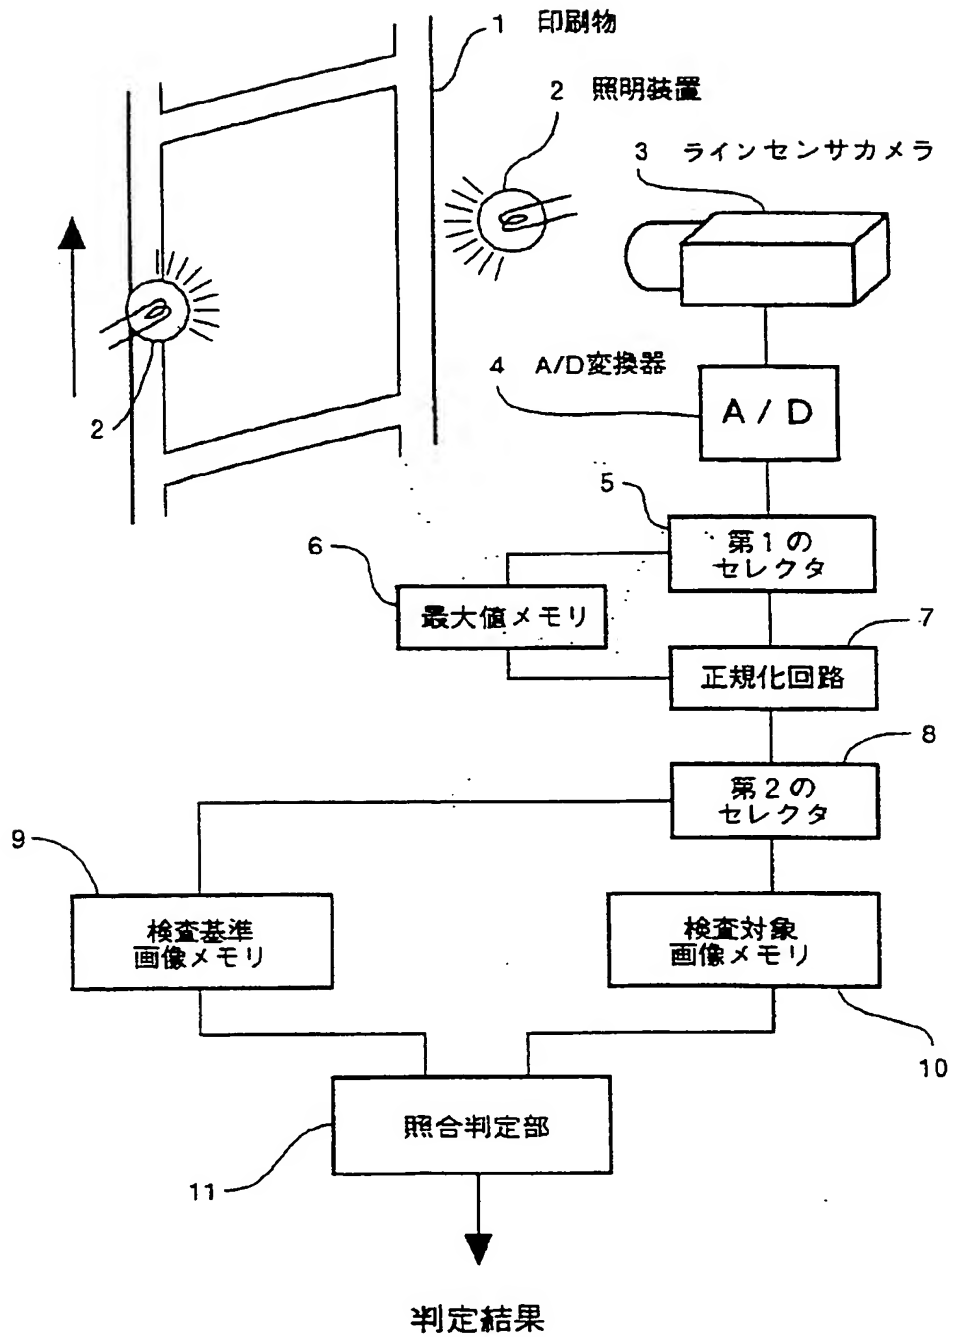 1 印刷物
2 照明装置
3 ラインセンサカメラ
2
4 A/D変換器
A/D
5
第1の
セレクタ
6
最大値メモリ
7
正規化回路
8
第2の
セレクタ
9
検査基準
画像メモリ
検査対象
画像メモリ
10
照合判定部
11
判定結果